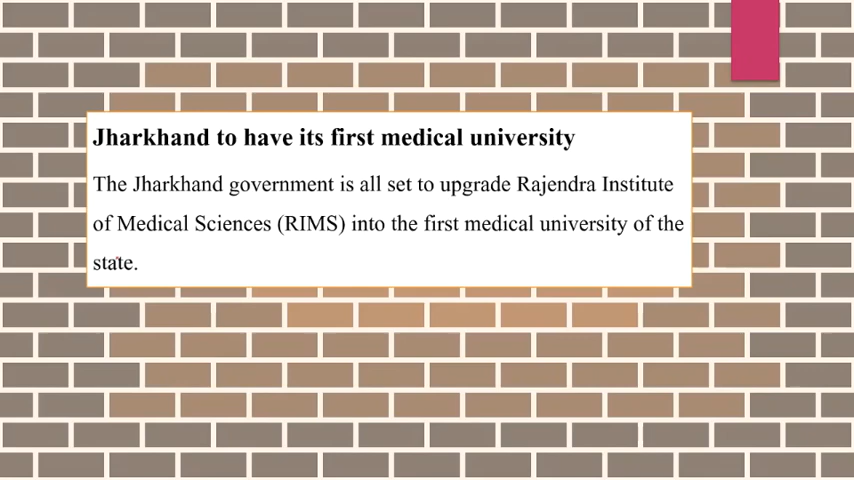 Jharkhand to have its first medical university
The Jharkhand government is all set to upgrade Rajendra Institute
of Medical Sciences (RIMS) into the first medical university of the
state.